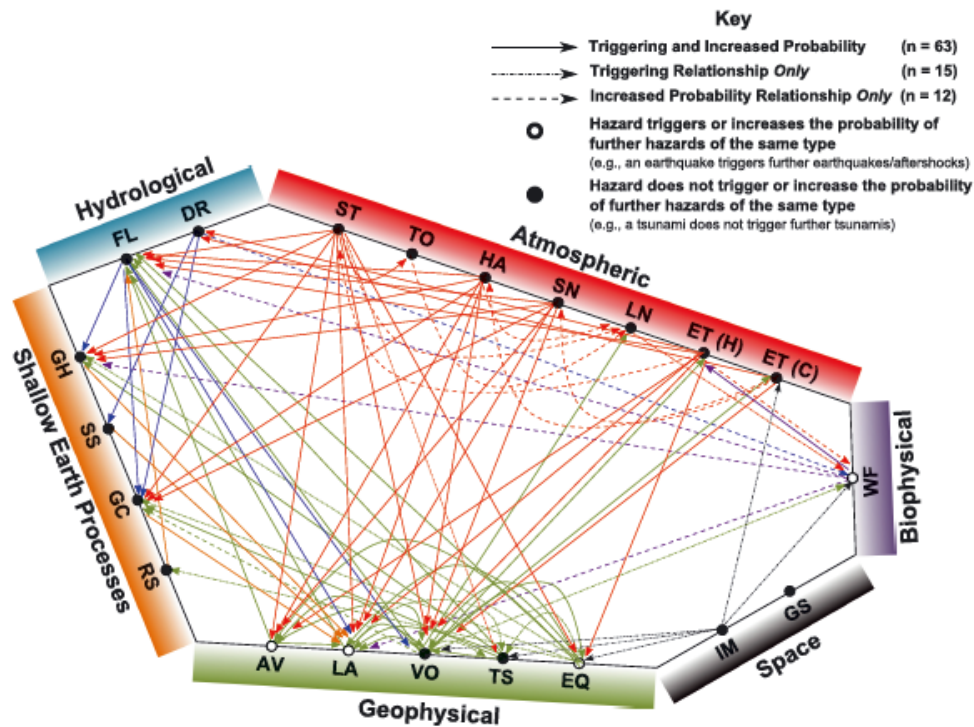 Key
Triggering and Increased Probability (n = 63)
Triggering Relationship Only (n = 15)
Increased Probability Relationship Only (n = 12)
Hazard triggers or increases the probability of
further hazards of the same type
(e.g., an earthquake triggers further earthquakes/aftershocks)
Hazard does not trigger or increase the probability
of further hazards of the same type
(e.g., a tsunami does not trigger further tsunamis)
Hydrological
FL
DR
Atmospheric
ST
TO
HA
SN
LN
ET (H)
ET (C)
Shallow Earth Processes
GH
SS
GC
RS
Biophysical
WF
Geophysical
AV
LA
VO
TS
EQ
Space
IM
GS